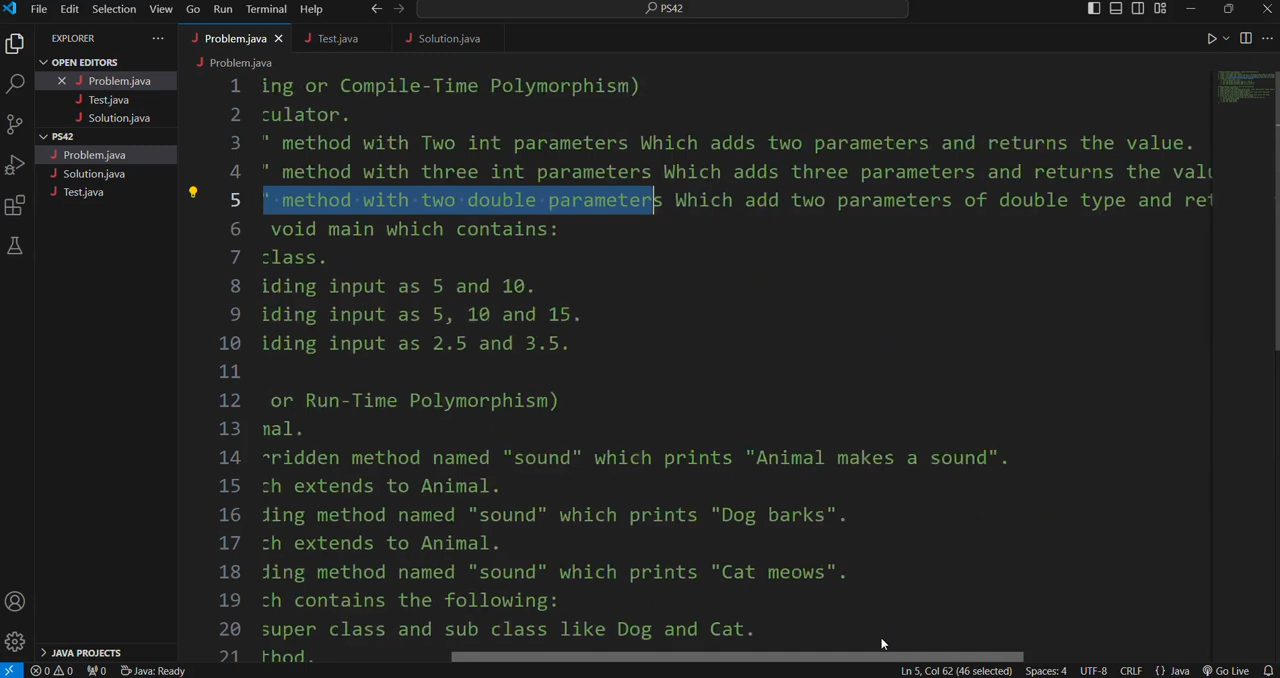 File Edit Selection View Go Run Terminal Help PS42
EXPLORER
OPEN EDITORS
Problem.java
Test.java
Solution.java
PS42
Problem.java
Solution.java
Test.java
JAVA PROJECTS
Problem.java Test.java Solution.java
Problem.java
1 ing or Compile-Time Polymorphism)
2 culator.
3 " method with Two int parameters Which adds two parameters and returns the value.
4 " method with three int parameters Which adds three parameters and returns the valu
5 " method with two double parameters Which add two parameters of double type and ret
6 void main which contains:
7 class.
8 iding input as 5 and 10.
9 iding input as 5, 10 and 15.
10 iding input as 2.5 and 3.5.
11
12 or Run-Time Polymorphism)
13 mal.
14 rridden method named "sound" which prints "Animal makes a sound".
15 ch extends to Animal.
16 ding method named "sound" which prints "Dog barks".
17 ch extends to Animal.
18 ding method named "sound" which prints "Cat meows".
19 ch contains the following:
20 super class and sub class like Dog and Cat.
21 thod.
0 0 0 Java: Ready Ln 5, Col 62 (46 selected) Spaces: 4 UTF-8 CRLF {} Java Go Live